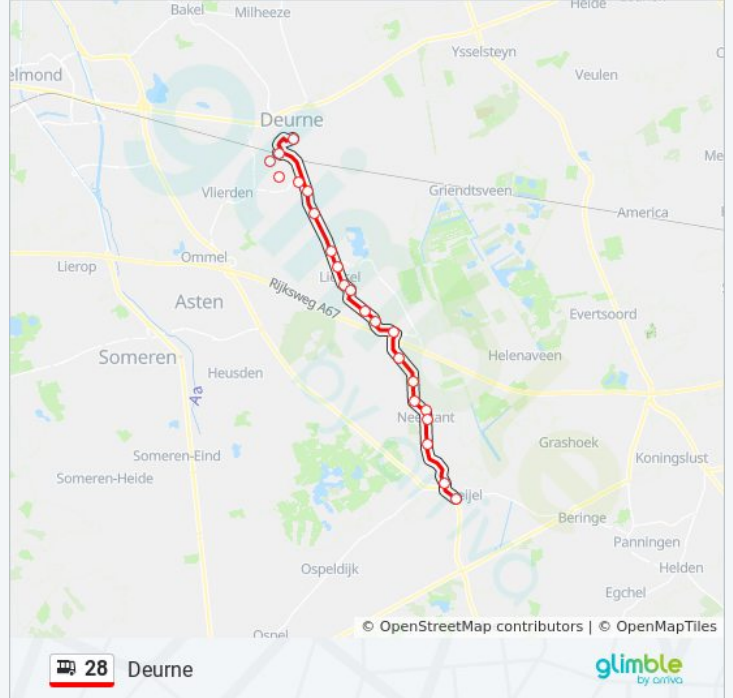 Bakel
Milheeze
Heide
Ysselsteyn
elmond
Veulen
Deurne
Me
Vlierden
Griendtsveen
America
Ommel
Lierop
Rijksweg A67
Asten
Evertsoord
Someren
Helenaveen
Heusden
Aa
Grashoek
Someren-Eind
Koningslust
Someren-Heide
eijel
Beringe
Panningen
Ospeldijk
Helden
Egchel
© OpenStreetMap contributors | © OpenMapTiles
Ospel
28 Deurne
glimble
by arriva